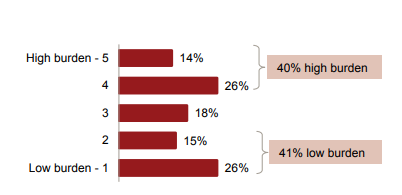 High burden - 5 14%
40% high burden
4 26%
3 18%
2 15%
41% low burden
Low burden - 1 26%